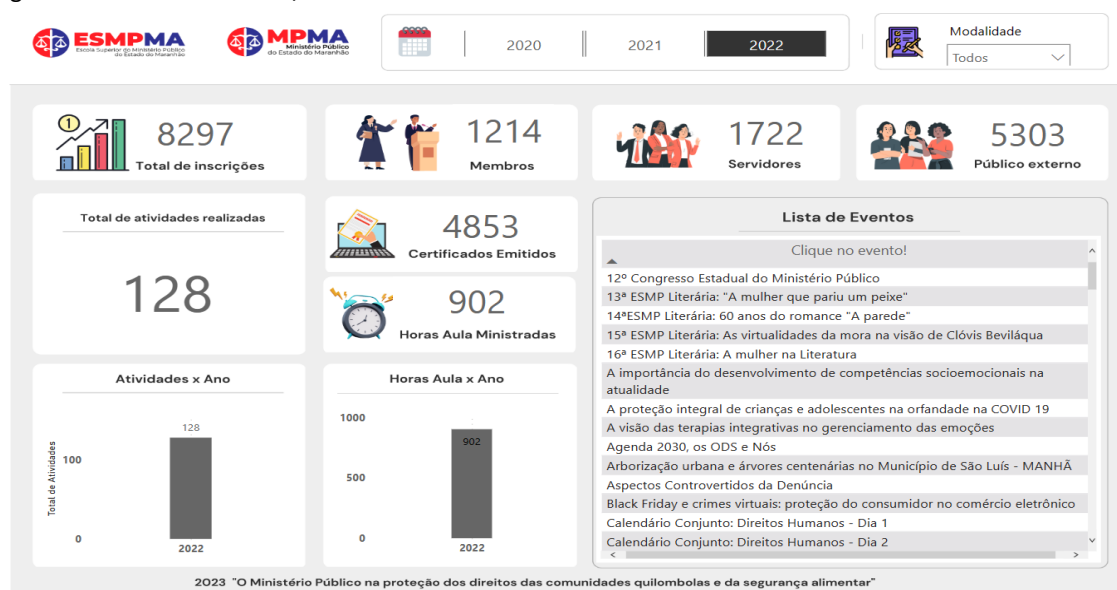 ESMPMA
Escola Superior do Ministério Público
do Estado do Maranhão
MPMA
Ministério Público
do Estado do Maranhão
2020
2021
2022
Modalidade
Todos
1
8297
Total de inscrições
1214
Membros
1722
Servidores
5303
Público externo
Total de atividades realizadas
128
4853
Certificados Emitidos
902
Horas Aula Ministradas
Lista de Eventos
Clique no evento!
12º Congresso Estadual do Ministério Público
13ª ESMP Literária: "A mulher que pariu um peixe"
14ªESMP Literária: 60 anos do romance "A parede"
15ª ESMP Literária: As virtualidades da mora na visão de Clóvis Beviláqua
16ª ESMP Literária: A mulher na Literatura
A importância do desenvolvimento de competências socioemocionais na
atualidade
A proteção integral de crianças e adolescentes na orfandade na COVID 19
A visão das terapias integrativas no gerenciamento das emoções
Agenda 2030, os ODS e Nós
Arborização urbana e árvores centenárias no Município de São Luís - MANHÃ
Aspectos Controvertidos da Denúncia
Black Friday e crimes virtuais: proteção do consumidor no comércio eletrônico
Calendário Conjunto: Direitos Humanos - Dia 1
Calendário Conjunto: Direitos Humanos - Dia 2
Atividades x Ano
Total de Atividades
128
100
0
2022
Horas Aula x Ano
1000
902
500
0
2022
2023 "O Ministério Público na proteção dos direitos das comunidades quilombolas e da segurança alimentar"